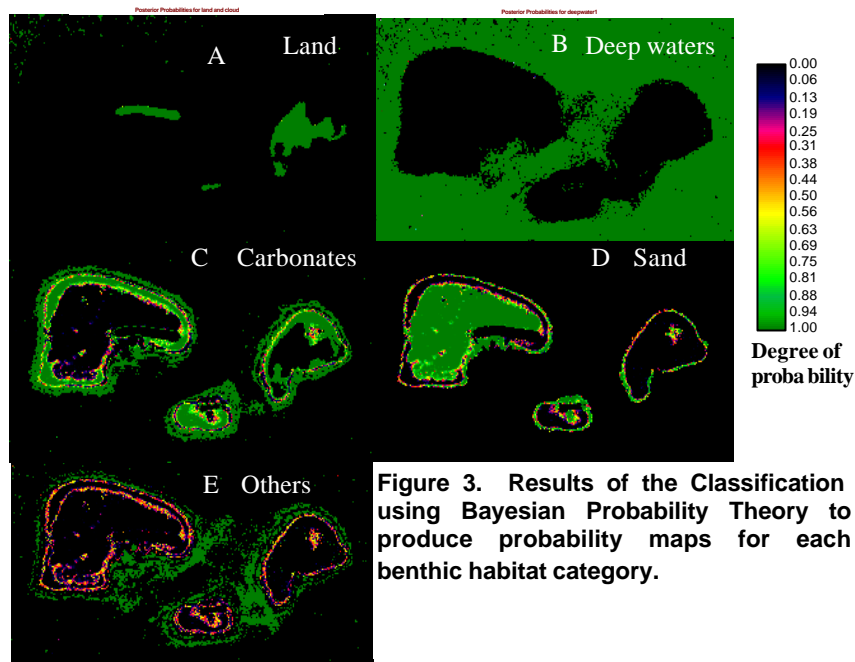 Posterior Probabilities for land and cloud
Posterior Probabilities for deepwater1
A Land
B Deep waters
0.00
0.06
0.13
0.19
0.25
0.31
0.38
0.44
0.50
0.56
0.63
0.69
0.75
0.81
0.88
0.94
1.00
Degree of
proba bility
C Carbonates
D Sand
E Others
Figure 3. Results of the Classification
using Bayesian Probability Theory to
produce probability maps for each
benthic habitat category.